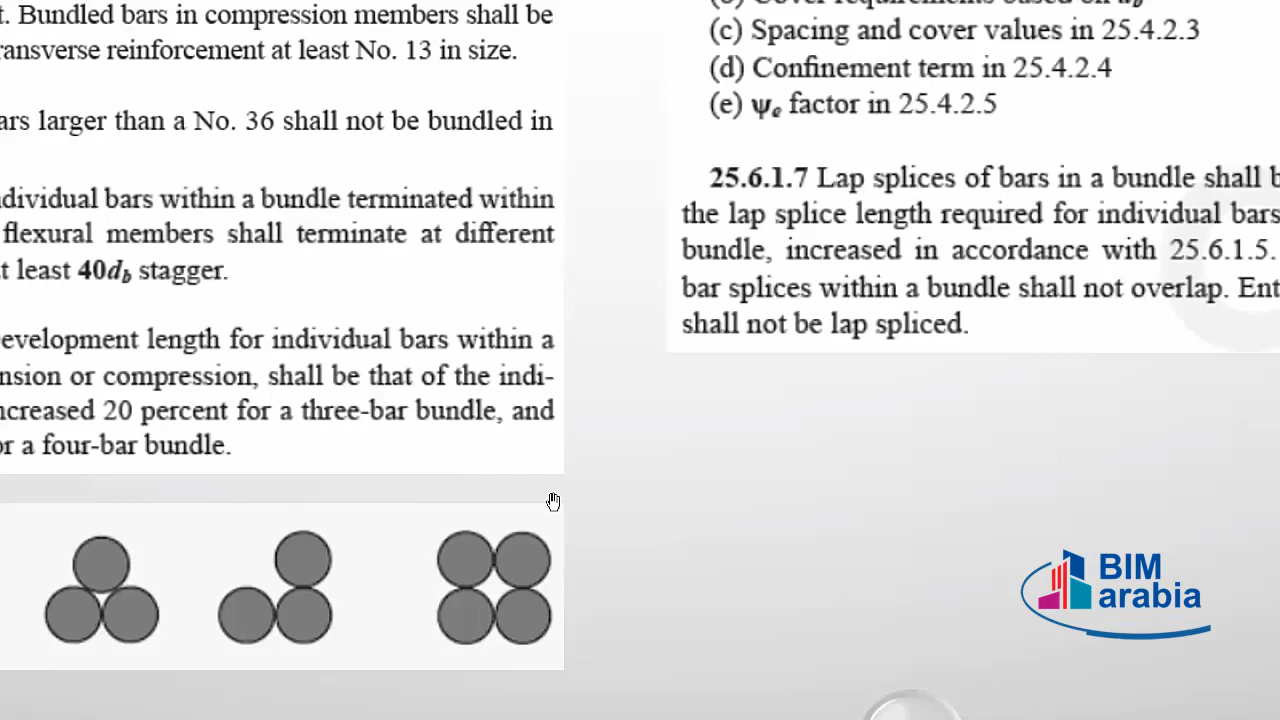 t. Bundled bars in compression members shall be
ransverse reinforcement at least No. 13 in size.
ars larger than a No. 36 shall not be bundled in
dividual bars within a bundle terminated within
flexural members shall terminate at different
t least 40db stagger.
evelopment length for individual bars within a
nsion or compression, shall be that of the indi-
ncreased 20 percent for a three-bar bundle, and
or a four-bar bundle.
(b) Cover requirements based on db
(c) Spacing and cover values in 25.4.2.3
(d) Confinement term in 25.4.2.4
(e) ψe factor in 25.4.2.5
25.6.1.7 Lap splices of bars in a bundle shall b
the lap splice length required for individual bars
bundle, increased in accordance with 25.6.1.5.
bar splices within a bundle shall not overlap. Ent
shall not be lap spliced.
BIM
arabia